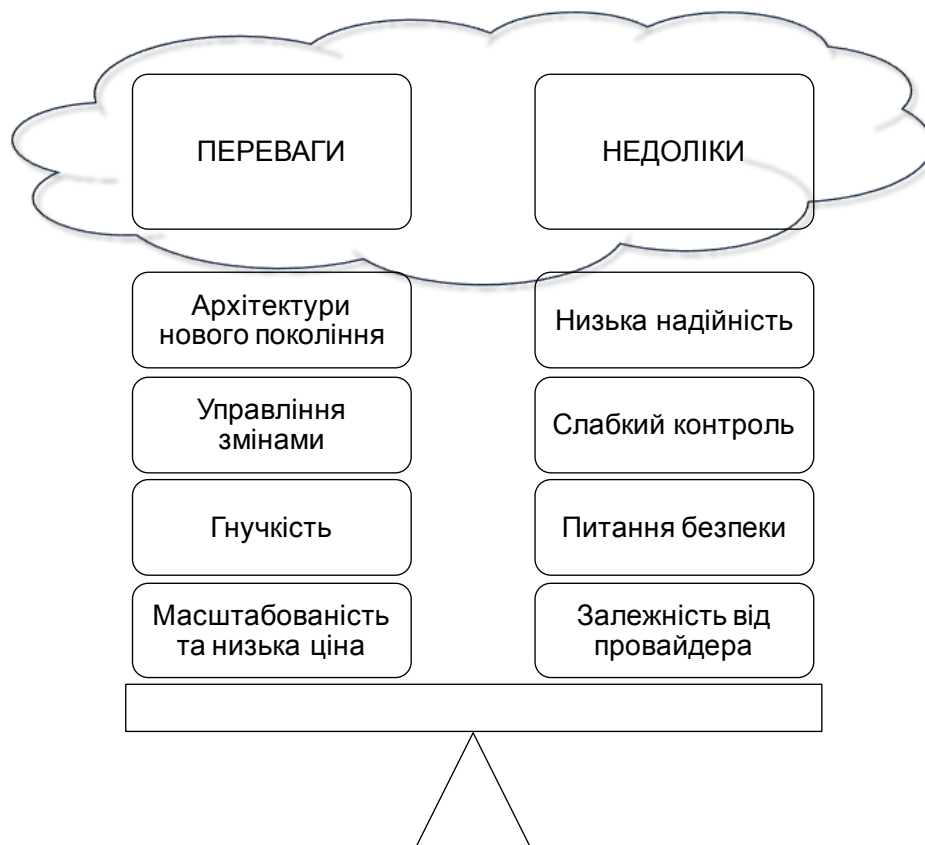 ПЕРЕВАГИ
НЕДОЛІКИ
Архітектури
нового покоління
Низька надійність
Управління
змінами
Слабкий контроль
Гнучкість
Питання безпеки
Масштабованість
та низька ціна
Залежність від
провайдера